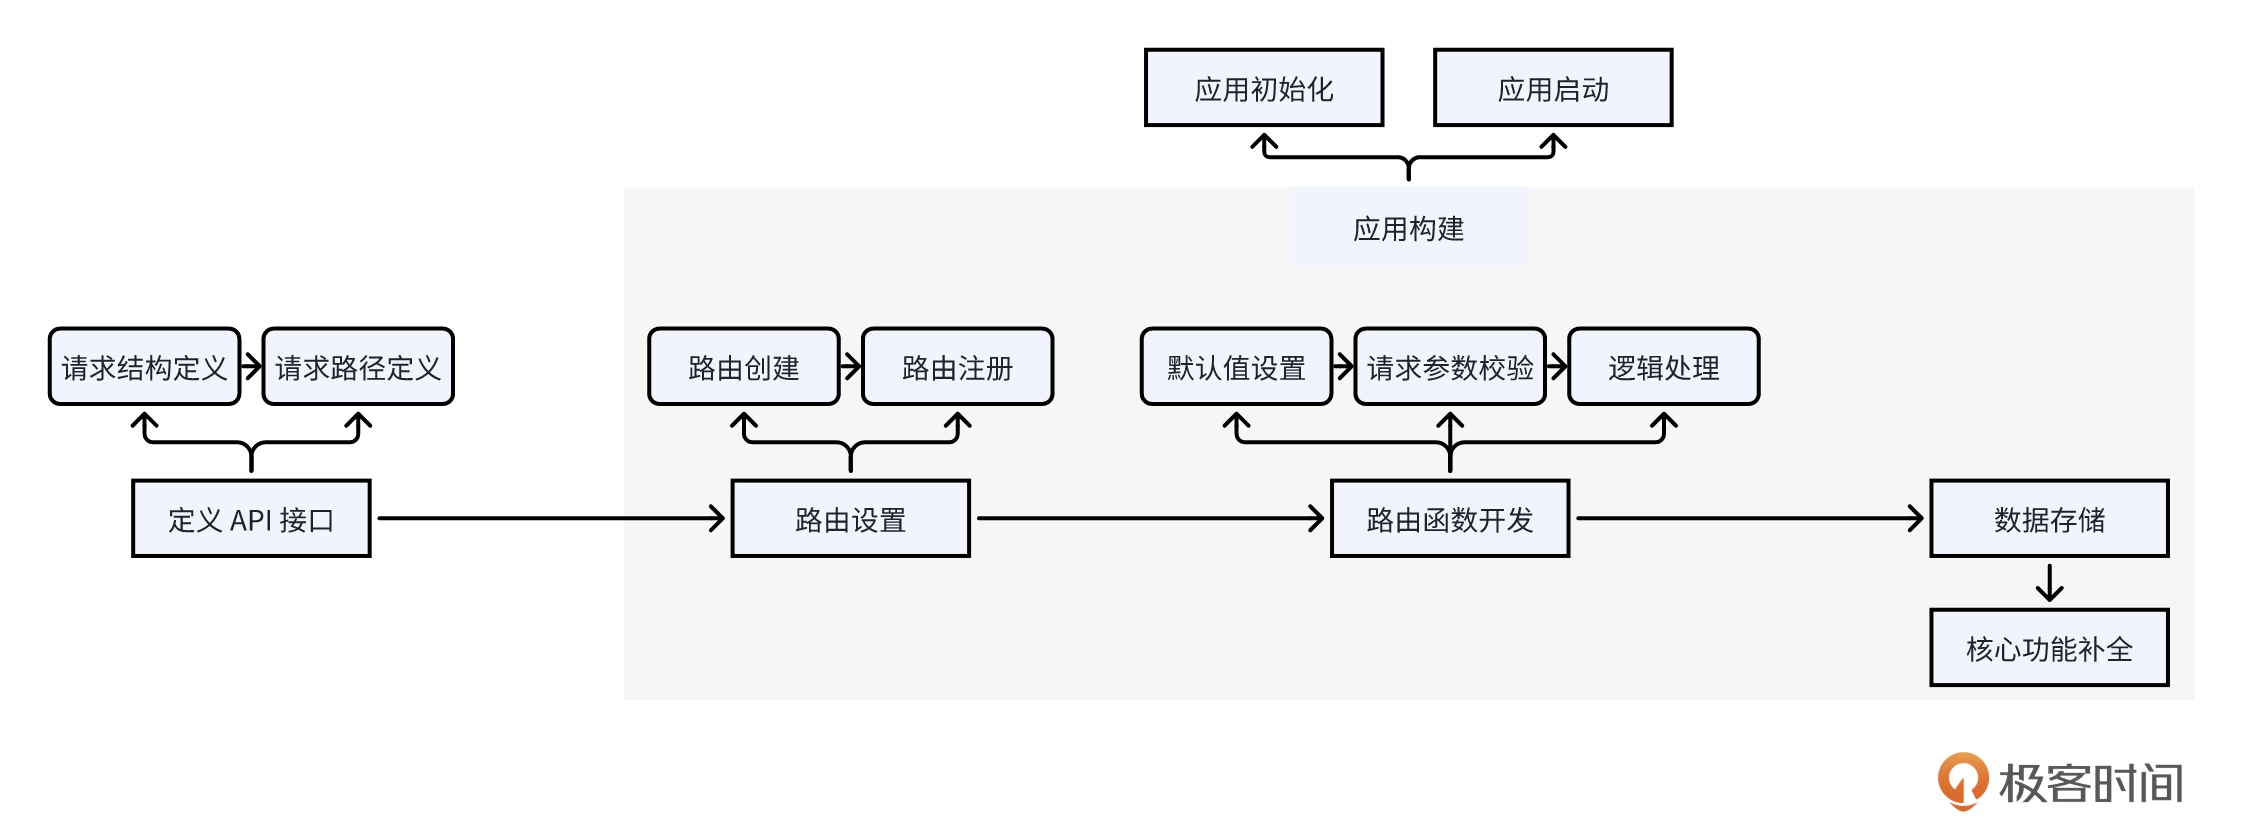 应用初始化
应用启动
应用构建
请求结构定义
请求路径定义
路由创建
路由注册
默认值设置
请求参数校验
逻辑处理
定义 API 接口
路由设置
路由函数开发
数据存储
核心功能补全
极客时间